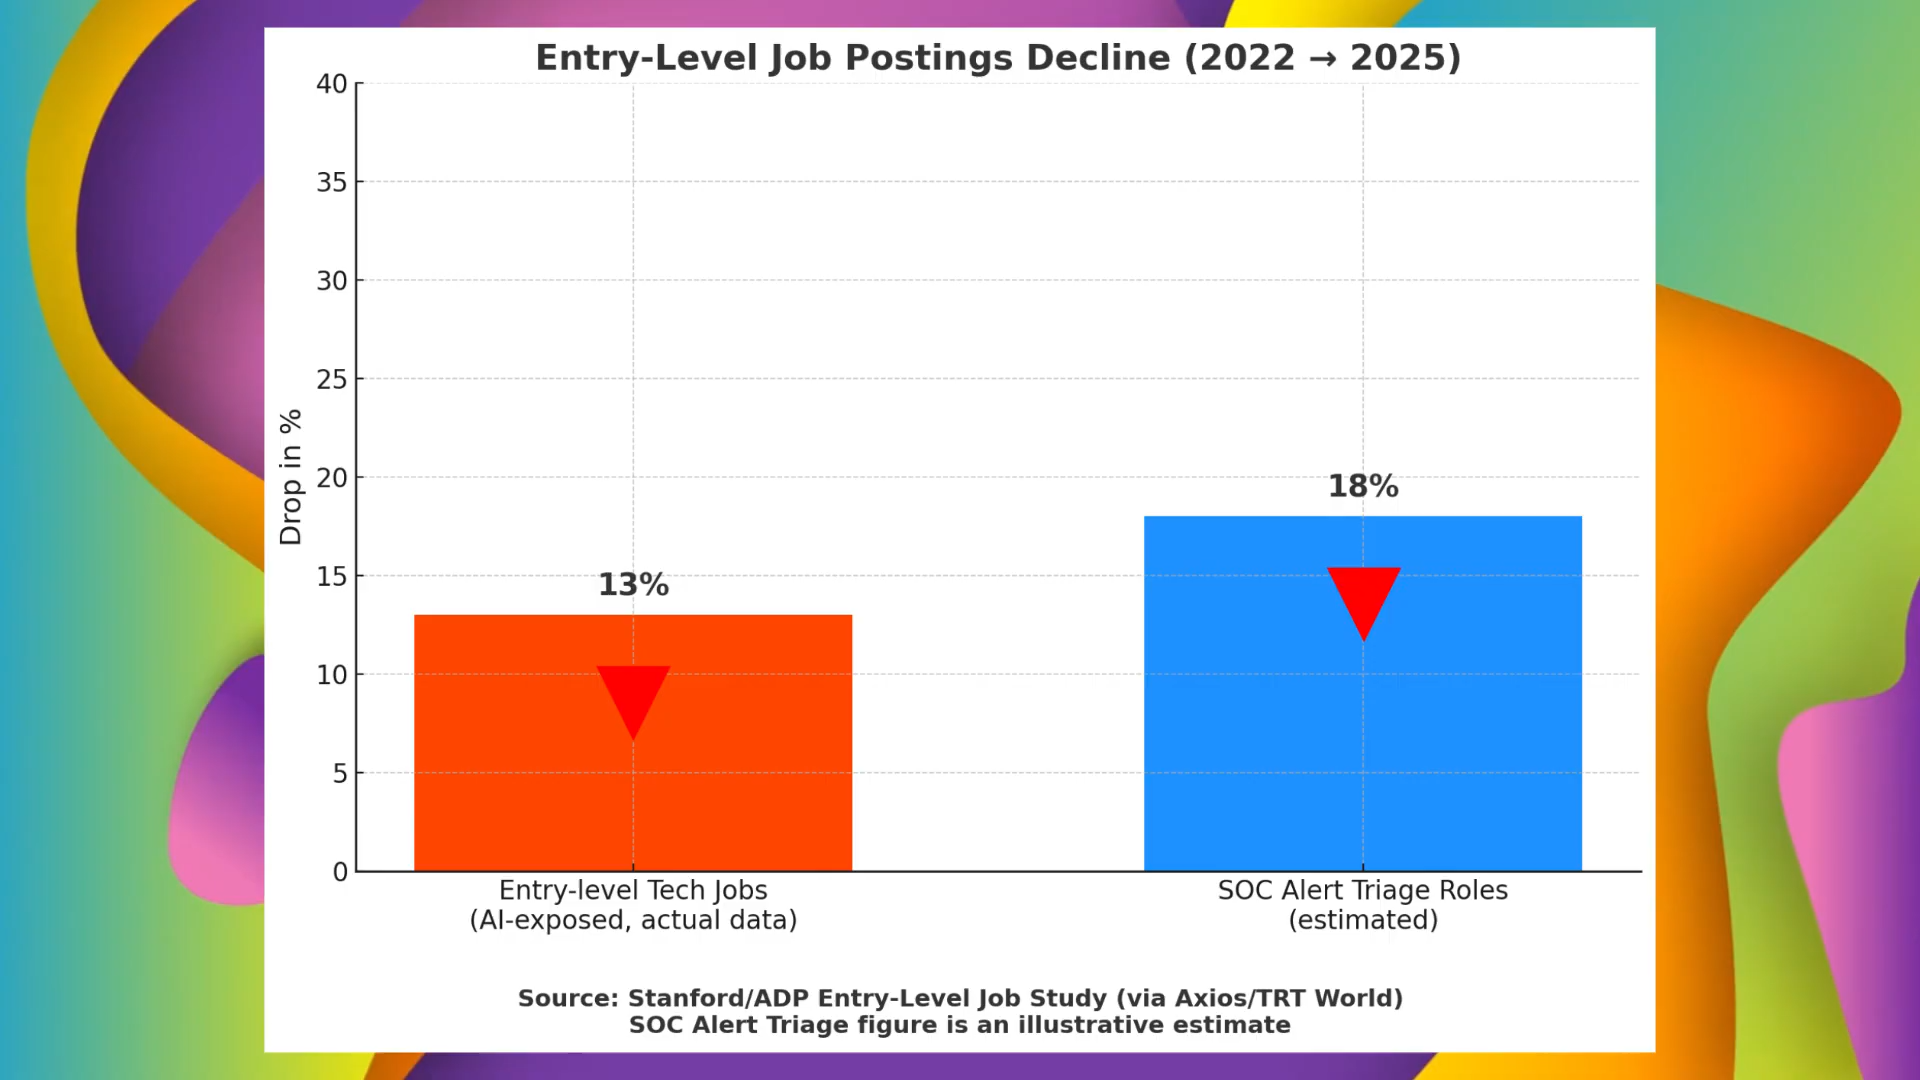 Entry-Level Job Postings Decline (2022 → 2025)
40
35
30
25
20
15
10
5
0
Drop in %
13%
18%
Entry-level Tech Jobs
(AI-exposed, actual data)
SOC Alert Triage Roles
(estimated)
Source: Stanford/ADP Entry-Level Job Study (via Axios/TRT World)
SOC Alert Triage figure is an illustrative estimate